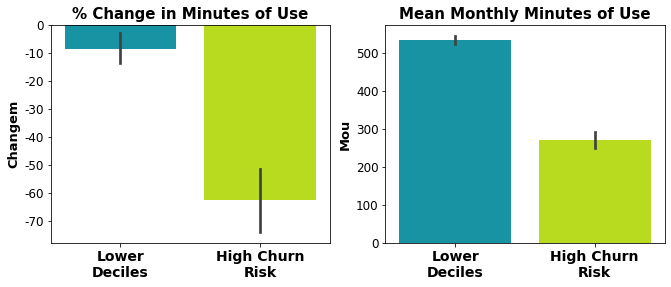 % Change in Minutes of Use
Changem
0
-10
-20
-30
-40
-50
-60
-70
Lower
Deciles
High Churn
Risk
Mean Monthly Minutes of Use
Mou
500
400
300
200
100
0
Lower
Deciles
High Churn
Risk